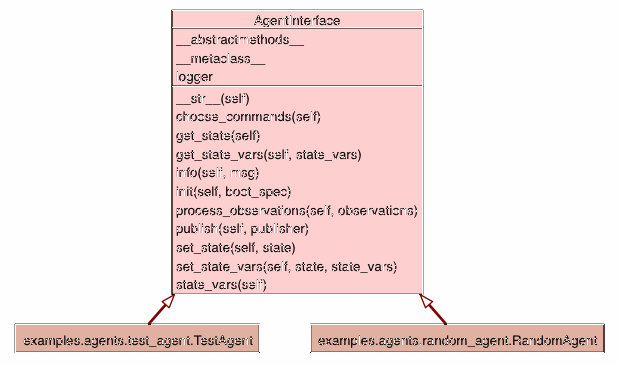 AgentInterface
__abstractmethods__
__metaclass__
logger
__str__(self)
choose_commands(self)
get_state(self)
get_state_vars(self, state_vars)
info(self, msg)
init(self, boot_spec)
process_observations(self, observations)
publish(self, publisher)
set_state(self, state)
set_state_vars(self, state, state_vars)
state_vars(self)
examples.agents.test_agent.TestAgent
examples.agents.random_agent.RandomAgent